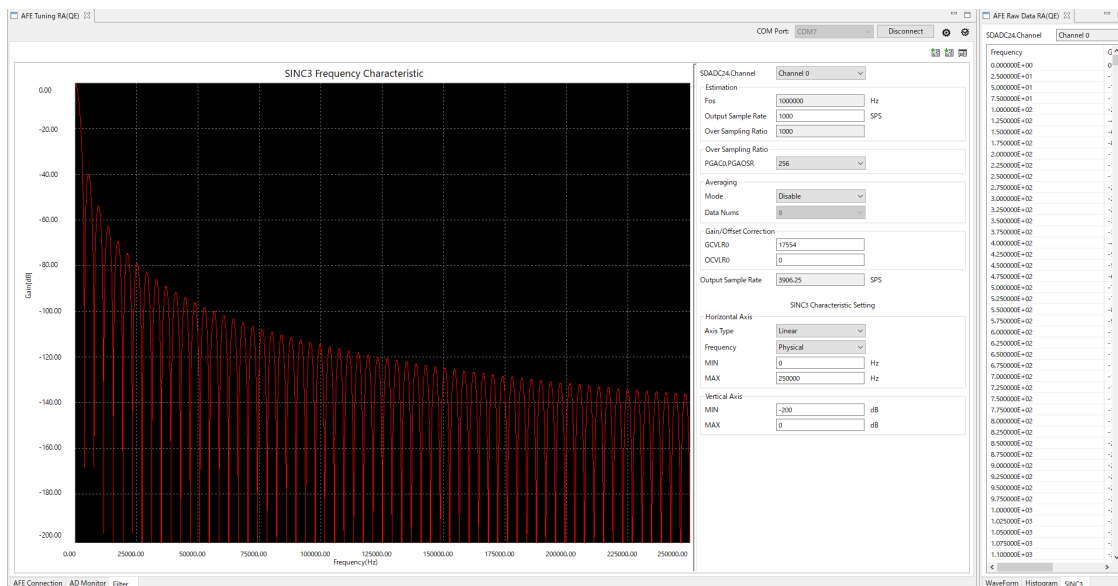 AFE Tuning RA(QE)
COM Port: COM7 Disconnect
SINC3 Frequency Characteristic
Gain[dB]
0.00
-20.00
-40.00
-60.00
-80.00
-100.00
-120.00
-140.00
-160.00
-180.00
-200.00
0.00 25000.00 50000.00 75000.00 100000.00 125000.00 150000.00 175000.00 200000.00 225000.00 250000.00
Frequency(Hz)
SDADC24.Channel Channel 0
Estimation
Fos 1000000 Hz
Output Sample Rate 1000 SPS
Over Sampling Ratio 1000
Over Sampling Ratio
PGAC0.PGAOSR 256
Averaging
Mode Disable
Data Nums 8
Gain/Offset Correction
GCVLR0 17554
OCVLR0 0
Output Sample Rate 3906.25 SPS
SINC3 Characteristic Setting
Horizontal Axis
Axis Type Linear
Frequency Physical
MIN 0 Hz
MAX 250000 Hz
Vertical Axis
MIN -200 dB
MAX 0 dB
AFE Connection AD Monitor Filter
AFE Raw Data RA(QE)
SDADC24.Channel Channel 0
Frequency G
0.000000E+00 0
2.500000E+01 -
5.000000E+01 -
7.500000E+01 -
1.000000E+02 -
1.250000E+02 -
1.500000E+02 -
1.750000E+02 -
2.000000E+02 -
2.250000E+02 -
2.500000E+02 -
2.750000E+02 -
3.000000E+02 -
3.250000E+02 -
3.500000E+02 -
3.750000E+02 -
4.000000E+02 -
4.250000E+02 -
4.500000E+02 -
4.750000E+02 -
5.000000E+02 -
5.250000E+02 -
5.500000E+02 -
5.750000E+02 -
6.000000E+02 -
6.250000E+02 -
6.500000E+02 -
6.750000E+02 -
7.000000E+02 -
7.250000E+02 -
7.500000E+02 -
7.750000E+02 -
8.000000E+02 -
8.250000E+02 -
8.500000E+02 -
8.750000E+02 -
9.000000E+02 -
9.250000E+02 -
9.500000E+02 -
9.750000E+02 -
1.000000E+03 -
1.025000E+03 -
1.050000E+03 -
1.075000E+03 -
1.100000E+03 -
WaveForm Histogram SINC3